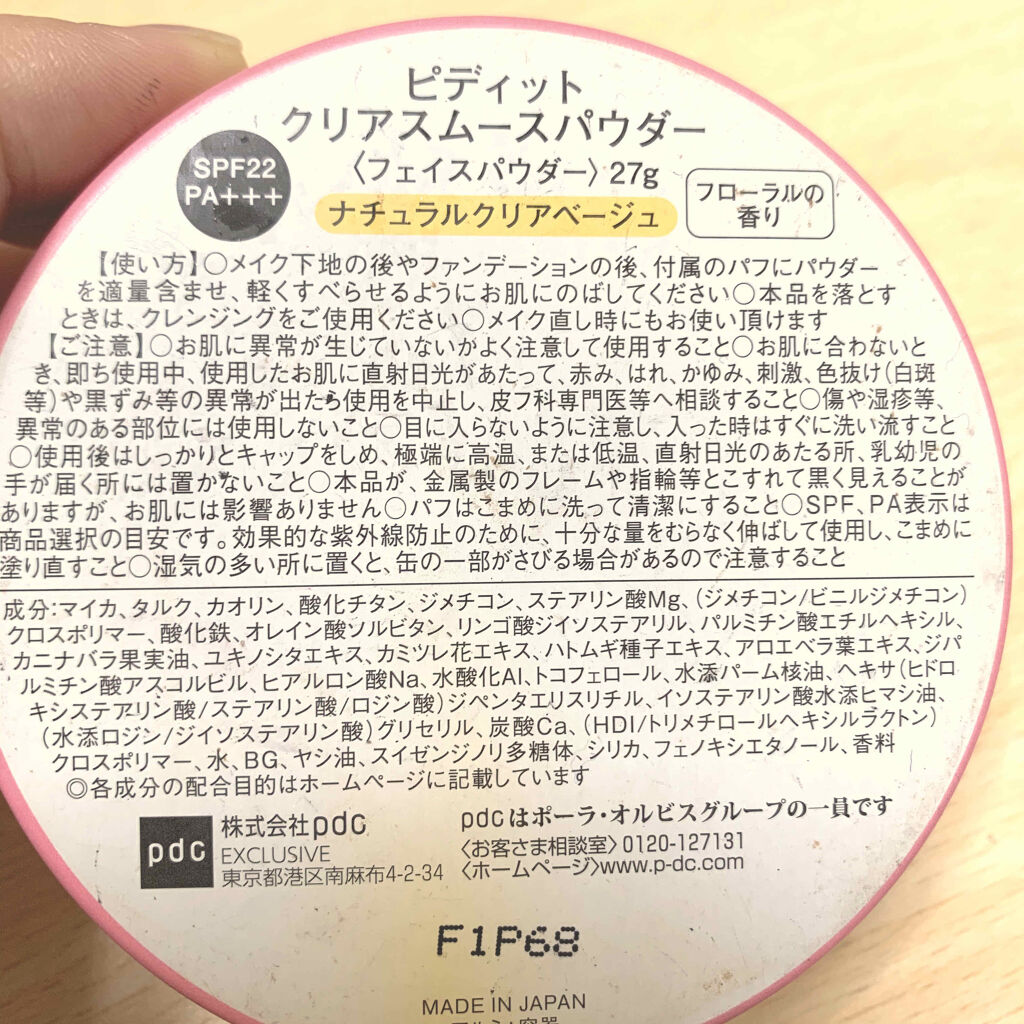 ピディット
クリアスムースパウダー
SPF22
PA+++
〈フェイスパウダー〉27g
ナチュラルクリアベージュ
フローラルの
香り
【使い方】○メイク下地の後やファンデーションの後、付属のパフにパウダー
を適量含ませ、軽くすべらせるようにお肌にのばしてください○本品を落とす
ときは、クレンジングをご使用ください○メイク直し時にもお使い頂けます
【ご注意】○お肌に異常が生じていないかよく注意して使用すること○お肌に合わないと
き、即ち使用中、使用したお肌に直射日光があたって、赤み、はれ、かゆみ、刺激、色抜け(白斑
等)や黒ずみ等の異常が出たら使用を中止し、皮フ科専門医等へ相談すること○傷や湿疹等、
異常のある部位には使用しないこと○目に入らないように注意し、入った時はすぐに洗い流すこと
○使用後はしっかりとキャップをしめ、極端に高温、または低温、直射日光のあたる所、乳幼児の
手が届く所には置かないこと○本品が、金属製のフレームや指輪等とこすれて黒く見えることが
ありますが、お肌には影響ありません○パフはこまめに洗って清潔にすること○SPF、PA表示は
商品選択の目安です。効果的な紫外線防止のために、十分な量をむらなく伸ばして使用し、こまめに
塗り直すこと○湿気の多い所に置くと、缶の一部がさびる場合があるので注意すること
成分:マイカ、タルク、カオリン、酸化チタン、ジメチコン、ステアリン酸Mg、(ジメチコン/ビニルジメチコン)
クロスポリマー、酸化鉄、オレイン酸ソルビタン、リンゴ酸ジイソステアリル、パルミチン酸エチルヘキシル、
カニナバラ果実油、ユキノシタエキス、カミツレ花エキス、ハトムギ種子エキス、アロエベラ葉エキス、ジパ
ルミチン酸アスコルビル、ヒアルロン酸Na、水酸化Al、トコフェロール、水添パーム核油、ヘキサ(ヒドロ
キシステアリン酸/ステアリン酸/ロジン酸)ジペンタエリスリチル、イソステアリン酸水添ヒマシ油、
(水添ロジン/ジイソステアリン酸)グリセリル、炭酸Ca、(HDI/トリメチロールヘキシルラクトン)
クロスポリマー、水、BG、ヤシ油、スイゼンジノリ多糖体、シリカ、フェノキシエタノール、香料
◎各成分の配合目的はホームページに記載しています
pdc
株式会社pdc
EXCLUSIVE
東京都港区南麻布4-2-34
pdcはポーラ・オルビスグループの一員です
〈お客さま相談室〉0120-127131
〈ホームページ〉www.p-dc.com
F1P68
MADE IN JAPAN